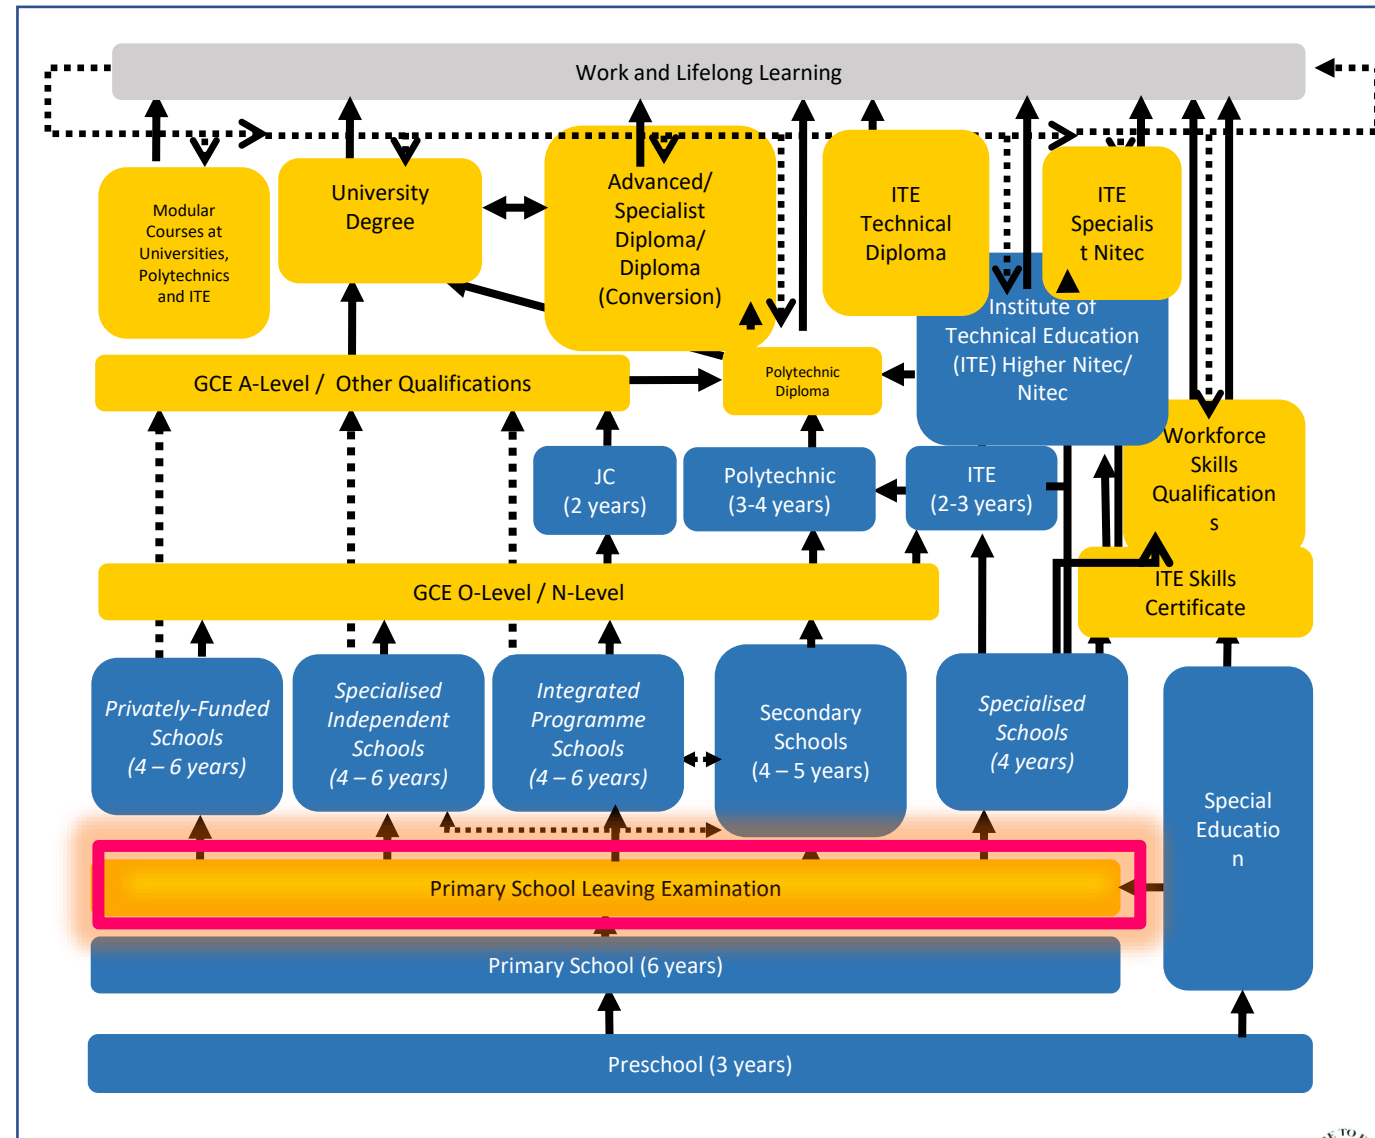 Work and Lifelong Learning
Modular
Courses at
Universities,
Polytechnics
and ITE
University
Degree
Advanced/
Specialist
Diploma/
Diploma
(Conversion)
ITE
Technical
Diploma
ITE
Specialis
t Nitec
Institute of
Technical Education
(ITE) Higher Nitec/
Nitec
GCE A-Level /  Other Qualifications
Polytechnic
Diploma
Workforce
Skills
Qualification
s
JC
(2 years)
Polytechnic
(3-4 years)
ITE
(2-3 years)
GCE O-Level / N-Level
ITE Skills
Certificate
Privately-Funded
Schools
(4 – 6 years)
Specialised
Independent
Schools
(4 – 6 years)
Integrated
Programme
Schools
(4 – 6 years)
Secondary
Schools
(4 – 5 years)
Specialised
Schools
(4 years)
Special
Educatio
n
Primary School Leaving Examination
Primary School (6 years)
Preschool (3 years)